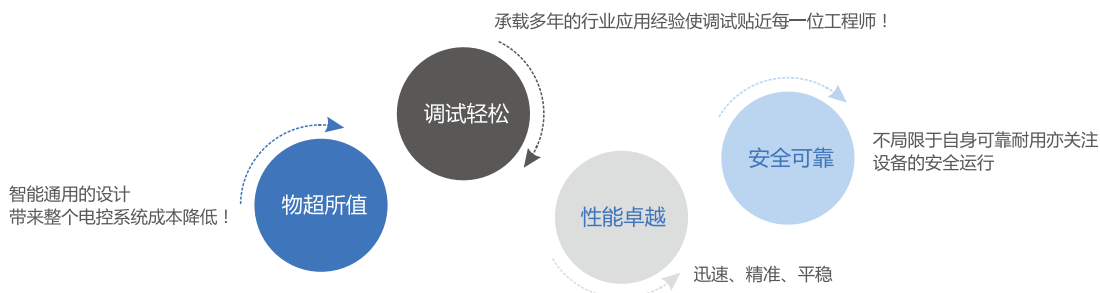 承载多年的行业应用经验使调试贴近每一位工程师！
调试轻松
智能通用的设计
带来整个电控系统成本降低！
物超所值
性能卓越
迅速、精准、平稳
安全可靠
不局限于自身可靠耐用亦关注
设备的安全运行